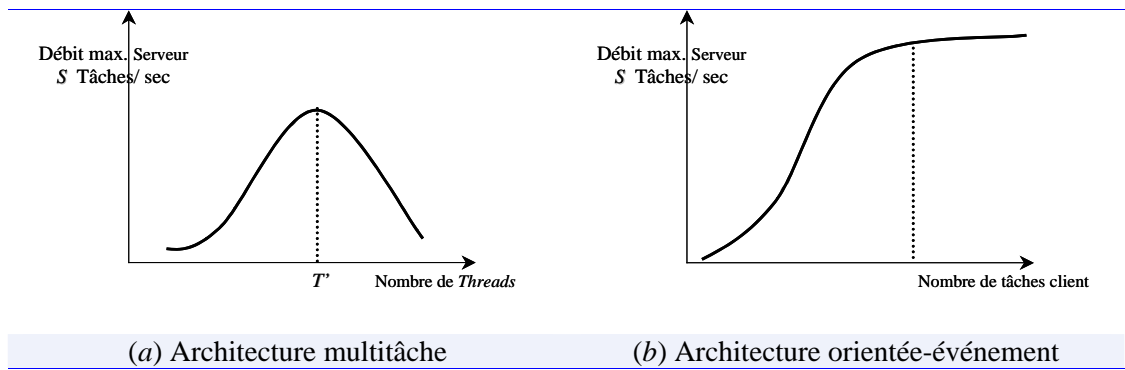 Débit max. Serveur
S Tâches/ sec
T’
Nombre de Threads
(a) Architecture multitâche
Débit max. Serveur
S Tâches/ sec
Nombre de tâches client
(b) Architecture orientée-événement